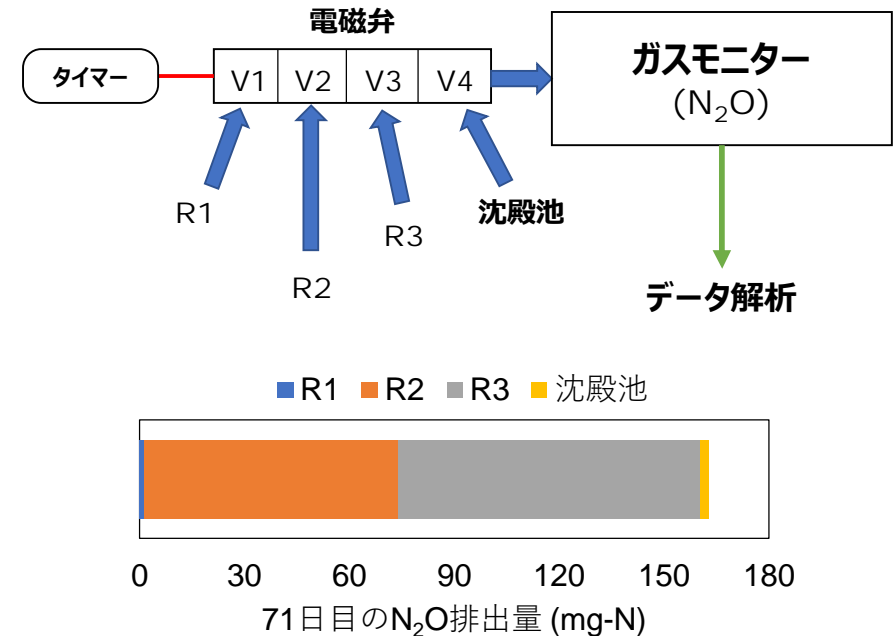 電磁弁
タイマー
V1 V2 V3 V4
ガスモニター
(N₂O)
R1
R2
R3
沈殿池
データ解析
R1 R2 R3 沈殿池
0 30 60 90 120 150 180
71日目のN₂O排出量 (mg-N)